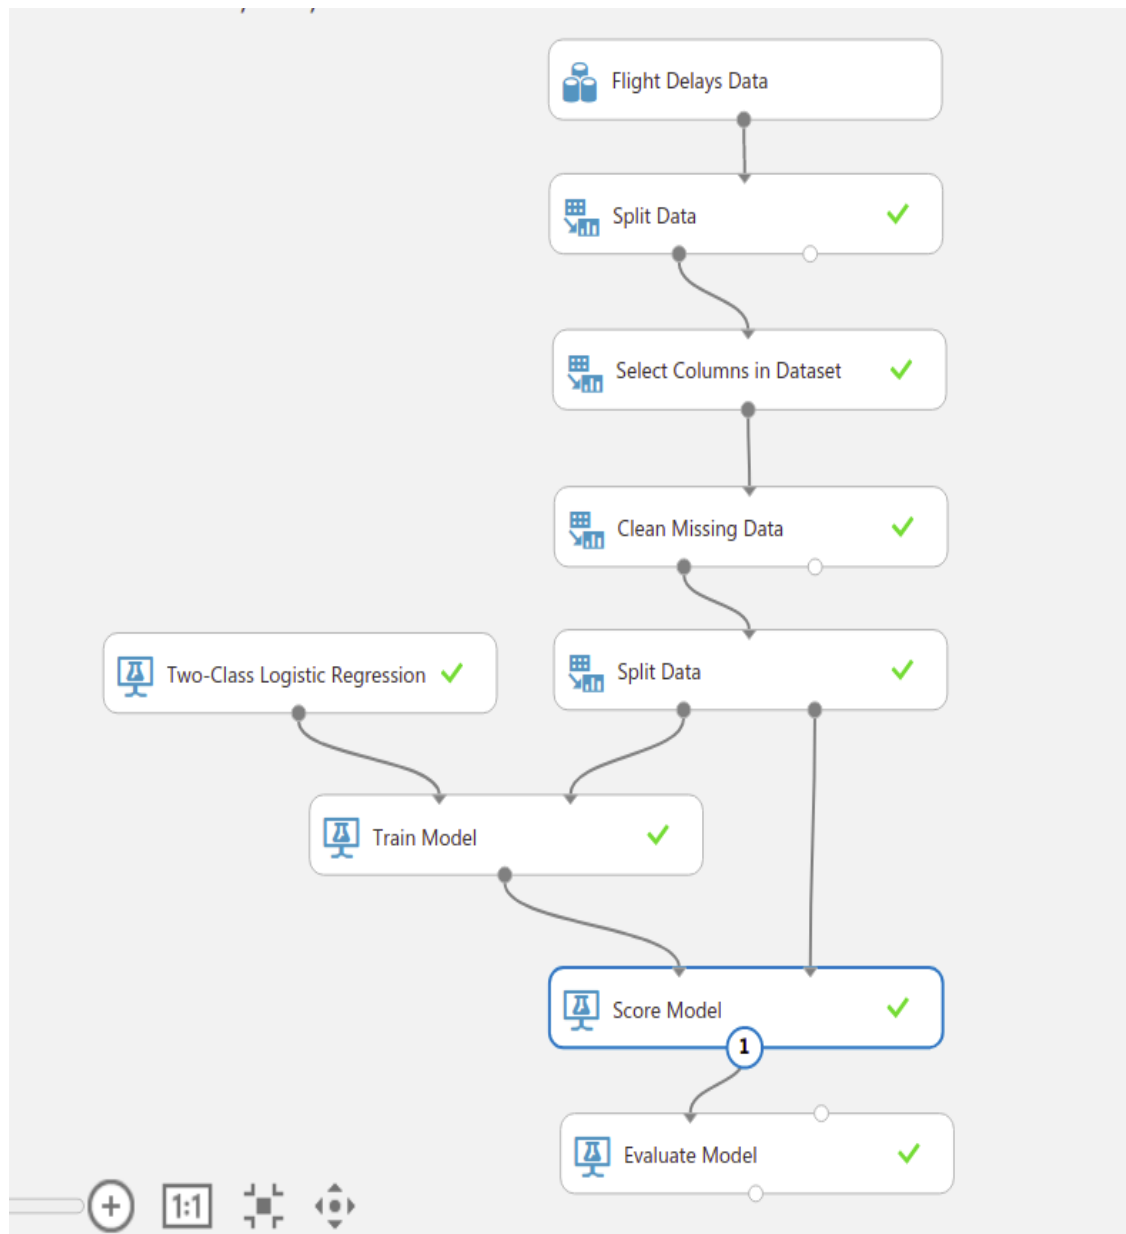 Flight Delays Data
Split Data
Select Columns in Dataset
Clean Missing Data
Two-Class Logistic Regression
Split Data
Train Model
Score Model
1
Evaluate Model
1:1